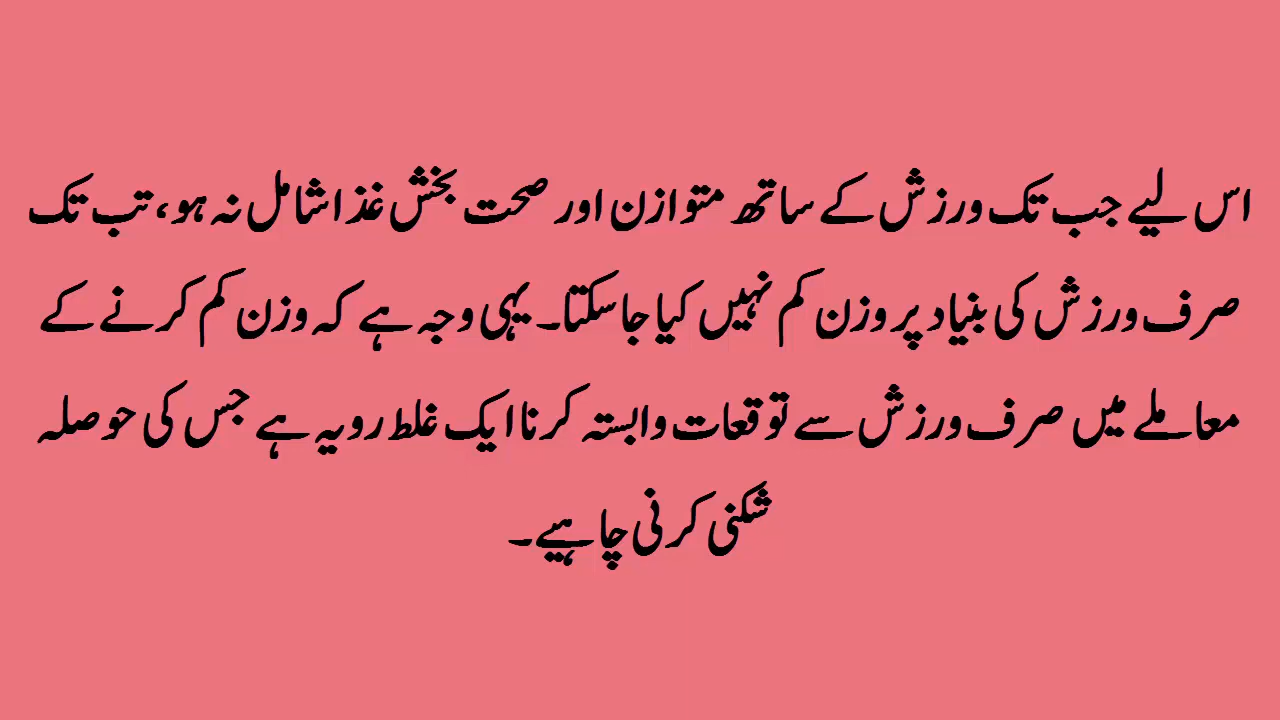 اس لیے جب تک ورزش کے ساتھ متوازن اور صحت بخش غذا شامل نہ ہو، تب تک
صرف ورزش کی بنیاد پر وزن کم نہیں کیا جا سکتا۔ یہی وجہ ہے کہ وزن کم کرنے کے
معاملے میں صرف ورزش سے توقعات وابستہ کرنا ایک غلط رویہ ہے جس کی حوصلہ
شکنی کرنی چاہیے۔